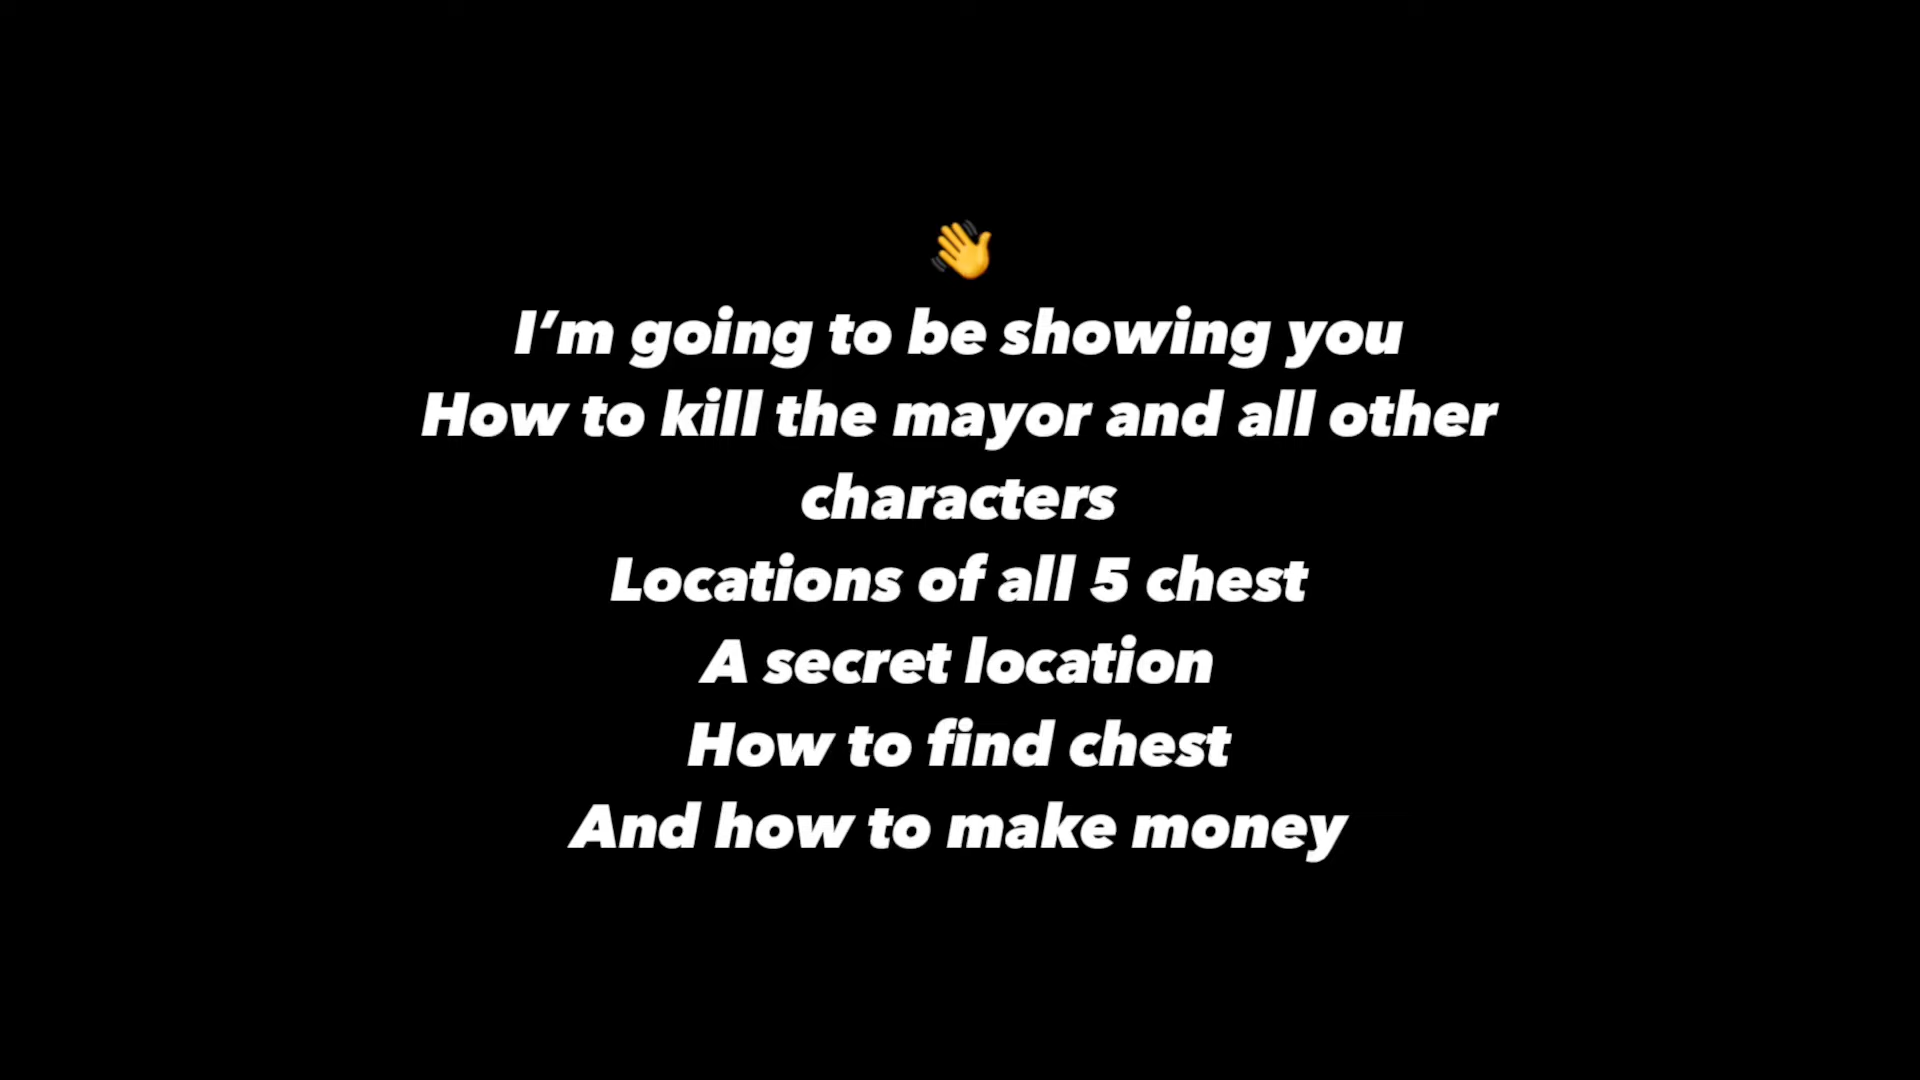 👋
I’m going to be showing you
How to kill the mayor and all other
characters
Locations of all 5 chest
A secret location
How to find chest
And how to make money